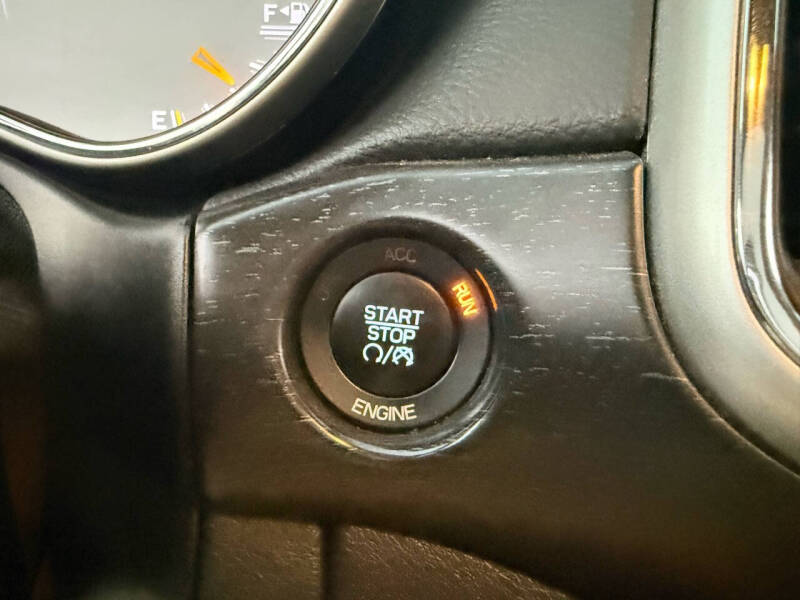 F
E
ACC
RUN
START
STOP
ENGINE